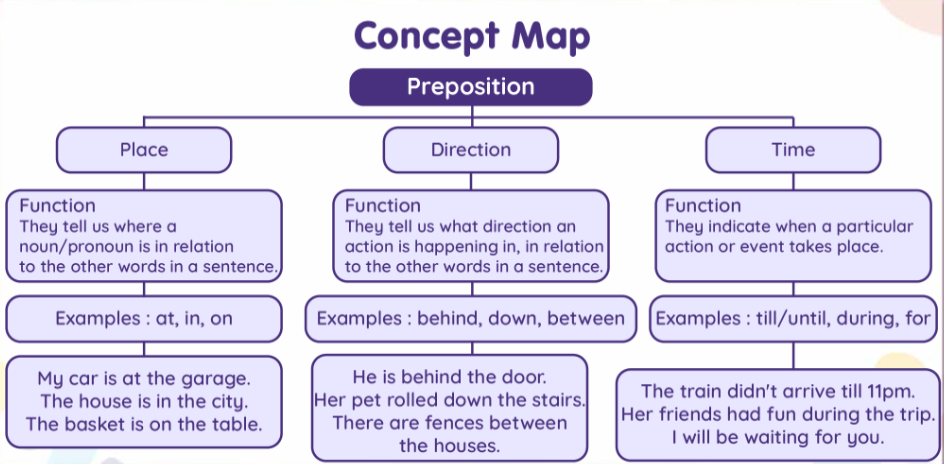 Concept Map
Preposition
Place
Direction
Time
Function
They tell us where a
noun/pronoun is in relation
to the other words in a sentence.
Function
They tell us what direction an
action is happening in, in relation
to the other words in a sentence.
Function
They indicate when a particular
action or event takes place.
Examples : at, in, on
Examples : behind, down, between
Examples : till/until, during, for
My car is at the garage.
The house is in the city.
The basket is on the table.
He is behind the door.
Her pet rolled down the stairs.
There are fences between
the houses.
The train didn't arrive till 11pm.
Her friends had fun during the trip.
I will be waiting for you.